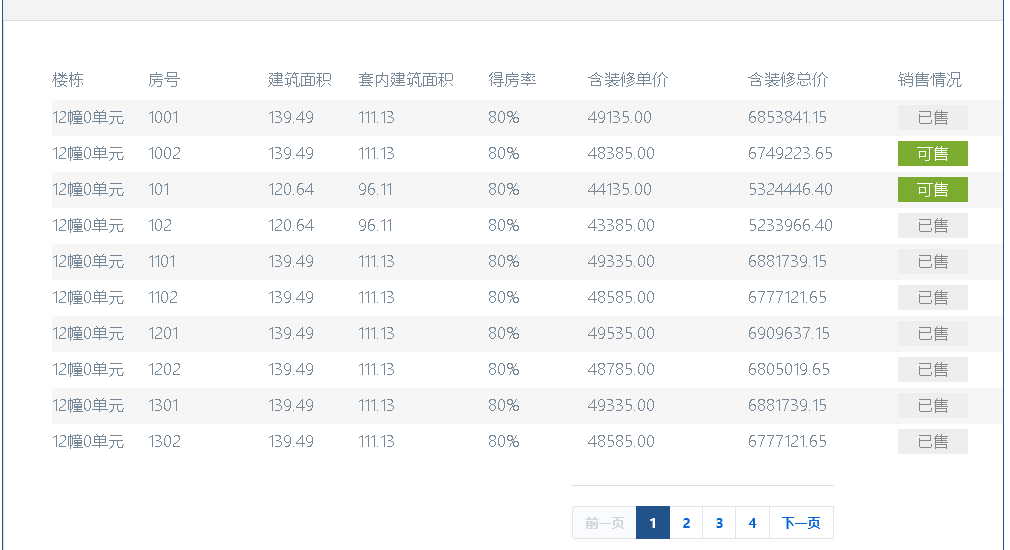 楼栋 房号 建筑面积 套内建筑面积 得房率 含装修单价 含装修总价 销售情况
12幢0单元 1001 139.49 111.13 80% 49135.00 6853841.15 已售
12幢0单元 1002 139.49 111.13 80% 48385.00 6749223.65 可售
12幢0单元 101 120.64 96.11 80% 44135.00 5324446.40 可售
12幢0单元 102 120.64 96.11 80% 43385.00 5233966.40 已售
12幢0单元 1101 139.49 111.13 80% 49335.00 6881739.15 已售
12幢0单元 1102 139.49 111.13 80% 48585.00 6777121.65 已售
12幢0单元 1201 139.49 111.13 80% 49535.00 6909637.15 已售
12幢0单元 1202 139.49 111.13 80% 48785.00 6805019.65 已售
12幢0单元 1301 139.49 111.13 80% 49335.00 6881739.15 已售
12幢0单元 1302 139.49 111.13 80% 48585.00 6777121.65 已售
前一页 1 2 3 4 下一页